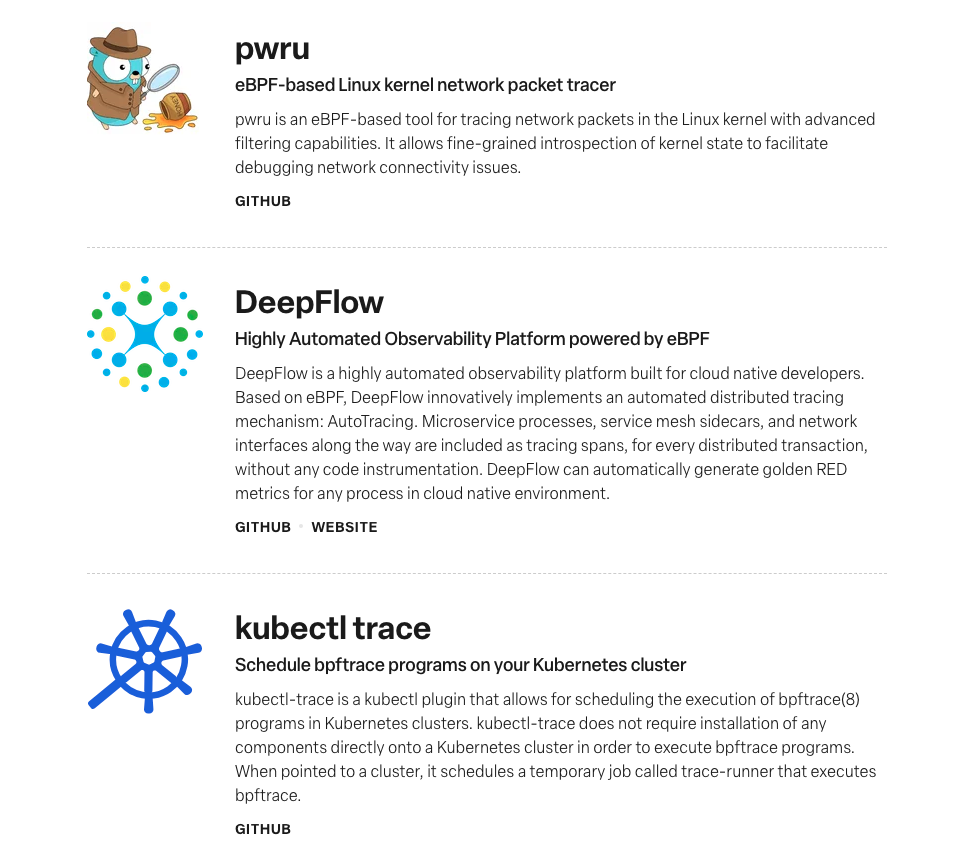 pwru
eBPF-based Linux kernel network packet tracer
pwru is an eBPF-based tool for tracing network packets in the Linux kernel with advanced
filtering capabilities. It allows fine-grained introspection of kernel state to facilitate
debugging network connectivity issues.
GITHUB
DeepFlow
Highly Automated Observability Platform powered by eBPF
DeepFlow is a highly automated observability platform built for cloud native developers.
Based on eBPF, DeepFlow innovatively implements an automated distributed tracing
mechanism: AutoTracing. Microservice processes, service mesh sidecars, and network
interfaces along the way are included as tracing spans, for every distributed transaction,
without any code instrumentation. DeepFlow can automatically generate golden RED
metrics for any process in cloud native environment.
GITHUB • WEBSITE
kubectl trace
Schedule bpftrace programs on your Kubernetes cluster
kubectl-trace is a kubectl plugin that allows for scheduling the execution of bpftrace(8)
programs in Kubernetes clusters. kubectl-trace does not require installation of any
components directly onto a Kubernetes cluster in order to execute bpftrace programs.
When pointed to a cluster, it schedules a temporary job called trace-runner that executes
bpftrace.
GITHUB